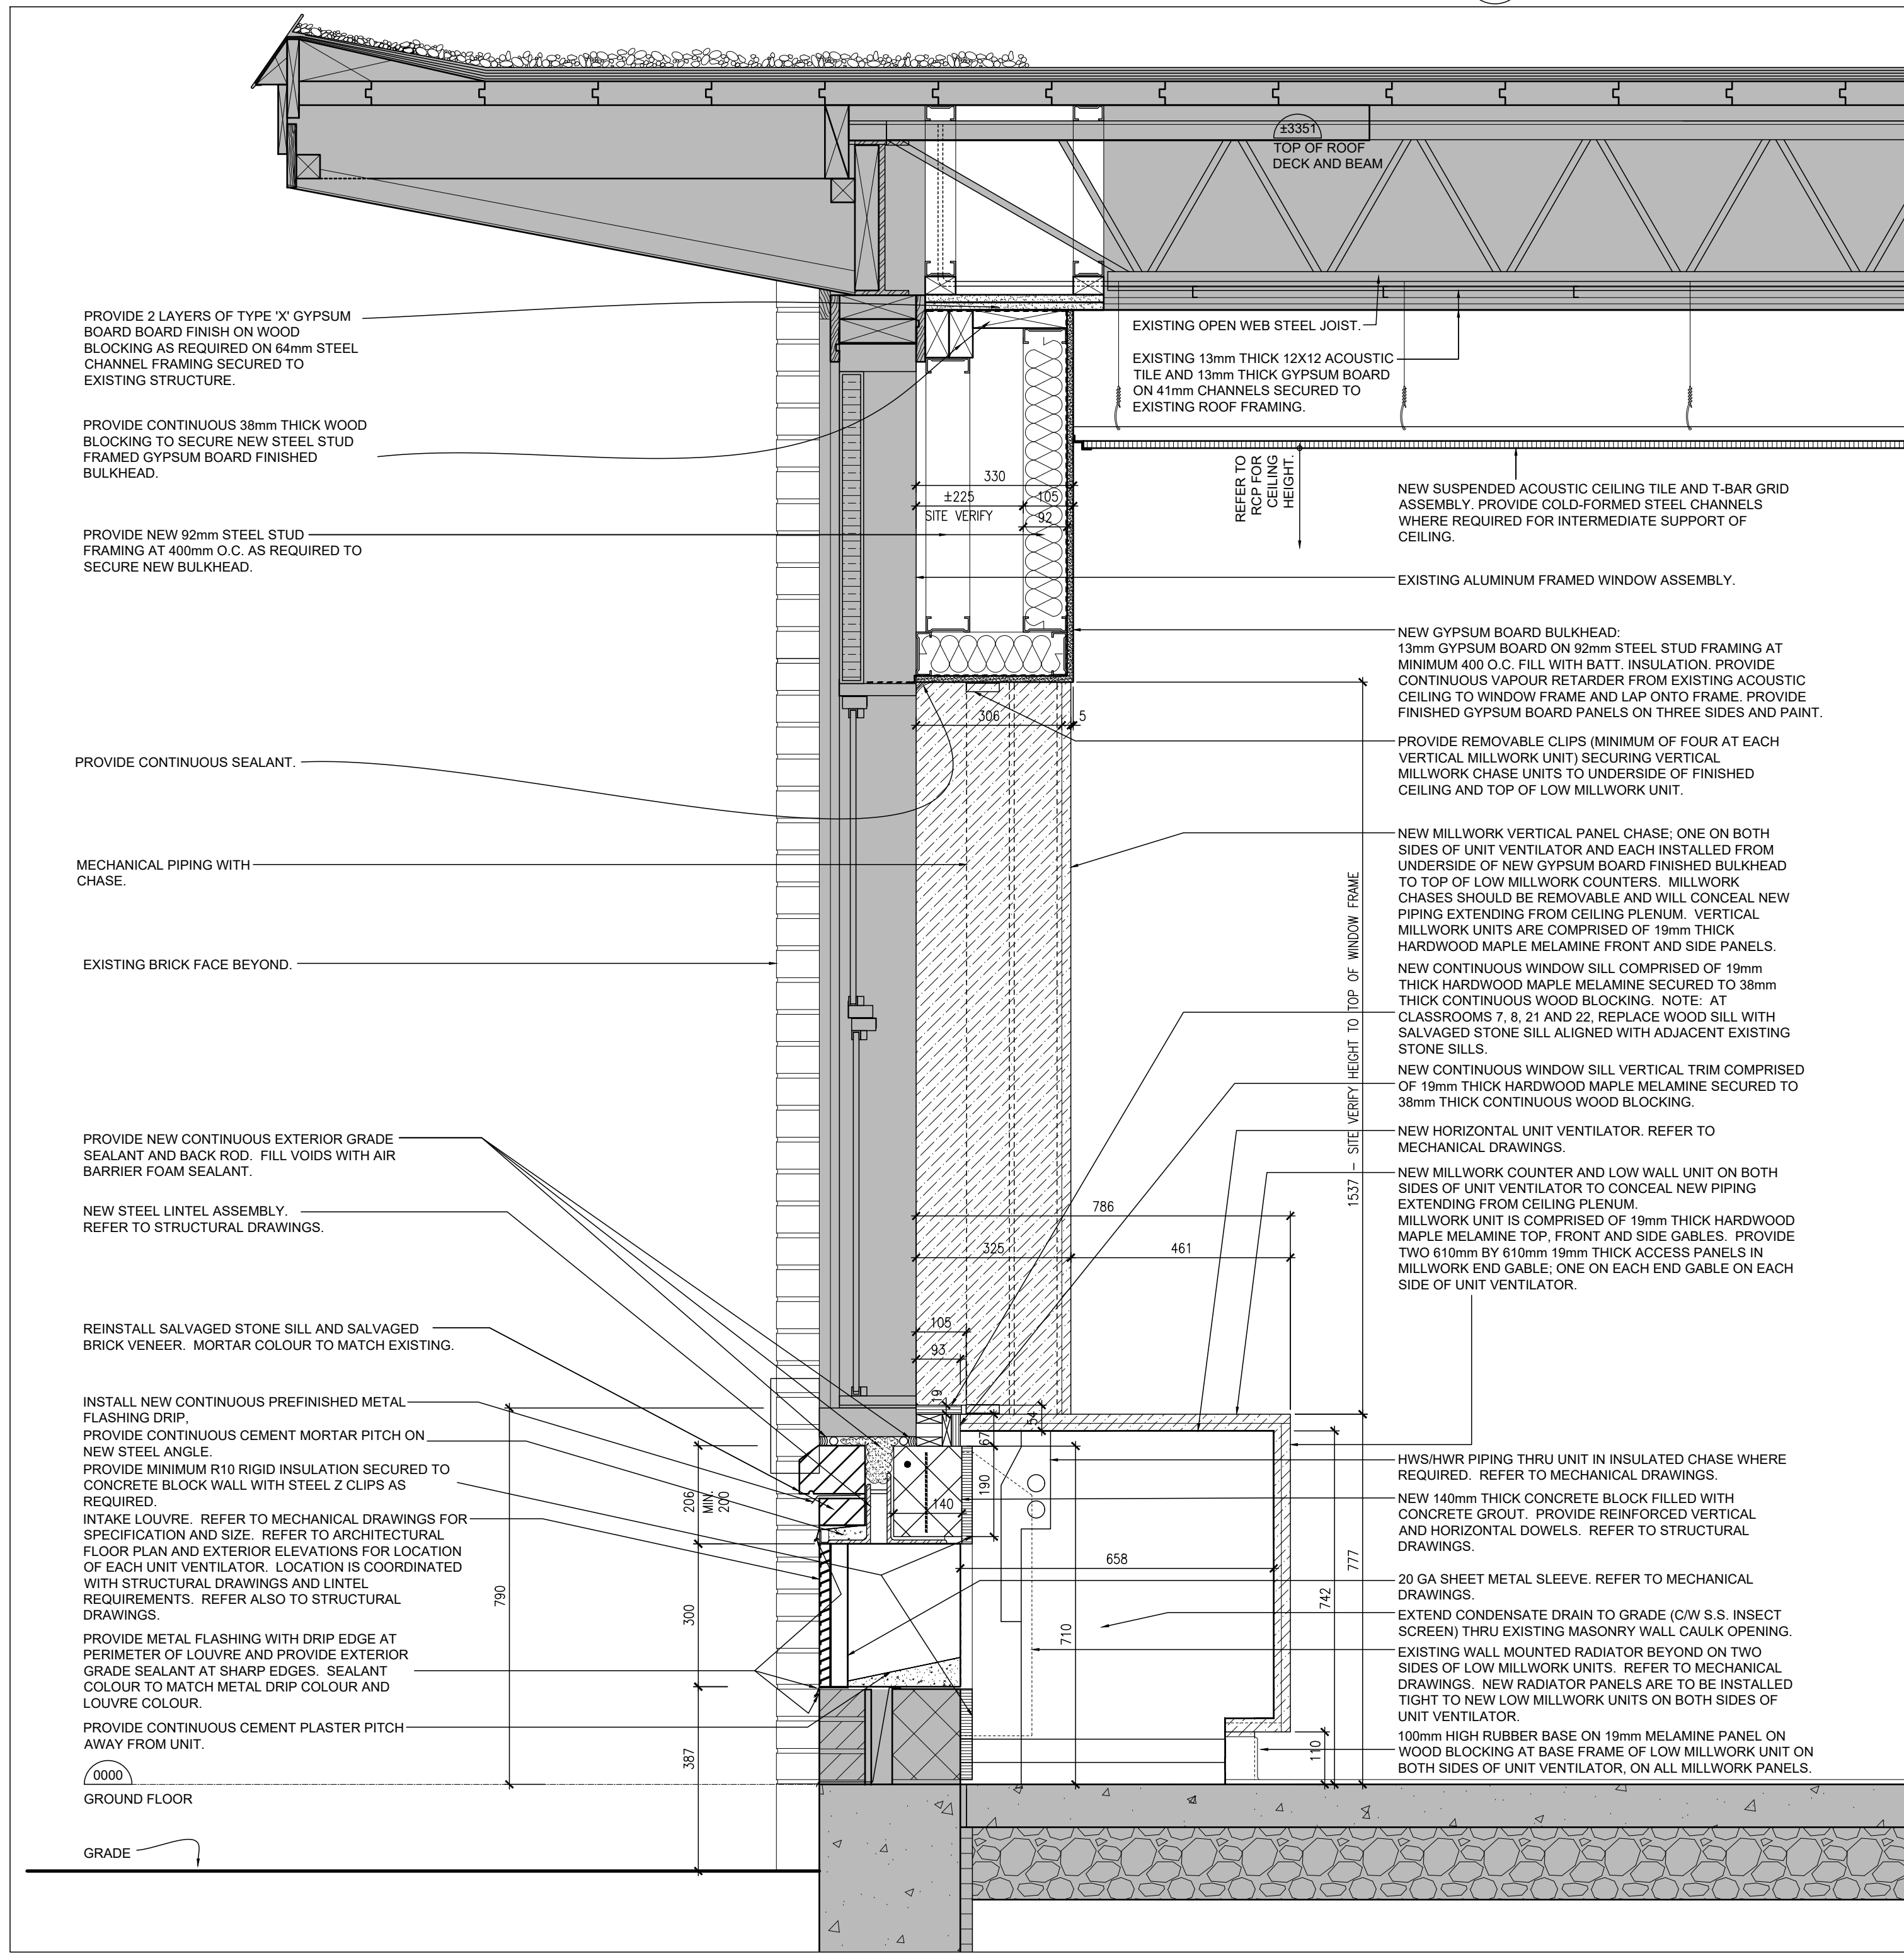 ±3351
TOP OF ROOF
DECK AND BEAM
PROVIDE 2 LAYERS OF TYPE 'X' GYPSUM
BOARD BOARD FINISH ON WOOD
BLOCKING AS REQUIRED ON 64mm STEEL
CHANNEL FRAMING SECURED TO
EXISTING STRUCTURE.
PROVIDE CONTINUOUS 38mm THICK WOOD
BLOCKING TO SECURE NEW STEEL STUD
FRAMED GYPSUM BOARD FINISHED
BULKHEAD.
PROVIDE NEW 92mm STEEL STUD
FRAMING AT 400mm O.C. AS REQUIRED TO
SECURE NEW BULKHEAD.
PROVIDE CONTINUOUS SEALANT.
MECHANICAL PIPING WITH
CHASE.
EXISTING BRICK FACE BEYOND.
PROVIDE NEW CONTINUOUS EXTERIOR GRADE
SEALANT AND BACK ROD. FILL VOIDS WITH AIR
BARRIER FOAM SEALANT.
NEW STEEL LINTEL ASSEMBLY.
REFER TO STRUCTURAL DRAWINGS.
REINSTALL SALVAGED STONE SILL AND SALVAGED
BRICK VENEER. MORTAR COLOUR TO MATCH EXISTING.
INSTALL NEW CONTINUOUS PREFINISHED METAL
FLASHING DRIP,
PROVIDE CONTINUOUS CEMENT MORTAR PITCH ON
NEW STEEL ANGLE.
PROVIDE MINIMUM R10 RIGID INSULATION SECURED TO
CONCRETE BLOCK WALL WITH STEEL Z CLIPS AS
REQUIRED.
INTAKE LOUVRE. REFER TO MECHANICAL DRAWINGS FOR
SPECIFICATION AND SIZE. REFER TO ARCHITECTURAL
FLOOR PLAN AND EXTERIOR ELEVATIONS FOR LOCATION
OF EACH UNIT VENTILATOR. LOCATION IS COORDINATED
WITH STRUCTURAL DRAWINGS AND LINTEL
REQUIREMENTS. REFER ALSO TO STRUCTURAL
DRAWINGS.
PROVIDE METAL FLASHING WITH DRIP EDGE AT
PERIMETER OF LOUVRE AND PROVIDE EXTERIOR
GRADE SEALANT AT SHARP EDGES. SEALANT
COLOUR TO MATCH METAL DRIP COLOUR AND
LOUVRE COLOUR.
PROVIDE CONTINUOUS CEMENT PLASTER PITCH
AWAY FROM UNIT.
0000
GROUND FLOOR
GRADE
330
±225
105
SITE VERIFY
92
306
5
786
325
461
105
93
19
54
67
190
140
206
MIN.
200
790
300
387
658
710
110
742
777
1537 – SITE VERIFY HEIGHT TO TOP OF WINDOW FRAME
EXISTING OPEN WEB STEEL JOIST.
EXISTING 13mm THICK 12X12 ACOUSTIC
TILE AND 13mm THICK GYPSUM BOARD
ON 41mm CHANNELS SECURED TO
EXISTING ROOF FRAMING.
REFER TO
RCP FOR
CEILING
HEIGHT.
NEW SUSPENDED ACOUSTIC CEILING TILE AND T-BAR GRID
ASSEMBLY. PROVIDE COLD-FORMED STEEL CHANNELS
WHERE REQUIRED FOR INTERMEDIATE SUPPORT OF
CEILING.
EXISTING ALUMINUM FRAMED WINDOW ASSEMBLY.
NEW GYPSUM BOARD BULKHEAD:
13mm GYPSUM BOARD ON 92mm STEEL STUD FRAMING AT
MINIMUM 400 O.C. FILL WITH BATT. INSULATION. PROVIDE
CONTINUOUS VAPOUR RETARDER FROM EXISTING ACOUSTIC
CEILING TO WINDOW FRAME AND LAP ONTO FRAME. PROVIDE
FINISHED GYPSUM BOARD PANELS ON THREE SIDES AND PAINT.
PROVIDE REMOVABLE CLIPS (MINIMUM OF FOUR AT EACH
VERTICAL MILLWORK UNIT) SECURING VERTICAL
MILLWORK CHASE UNITS TO UNDERSIDE OF FINISHED
CEILING AND TOP OF LOW MILLWORK UNIT.
NEW MILLWORK VERTICAL PANEL CHASE; ONE ON BOTH
SIDES OF UNIT VENTILATOR AND EACH INSTALLED FROM
UNDERSIDE OF NEW GYPSUM BOARD FINISHED BULKHEAD
TO TOP OF LOW MILLWORK COUNTERS. MILLWORK
CHASES SHOULD BE REMOVABLE AND WILL CONCEAL NEW
PIPING EXTENDING FROM CEILING PLENUM. VERTICAL
MILLWORK UNITS ARE COMPRISED OF 19mm THICK
HARDWOOD MAPLE MELAMINE FRONT AND SIDE PANELS.
NEW CONTINUOUS WINDOW SILL COMPRISED OF 19mm
THICK HARDWOOD MAPLE MELAMINE SECURED TO 38mm
THICK CONTINUOUS WOOD BLOCKING. NOTE: AT
CLASSROOMS 7, 8, 21 AND 22, REPLACE WOOD SILL WITH
SALVAGED STONE SILL ALIGNED WITH ADJACENT EXISTING
STONE SILLS.
NEW CONTINUOUS WINDOW SILL VERTICAL TRIM COMPRISED
OF 19mm THICK HARDWOOD MAPLE MELAMINE SECURED TO
38mm THICK CONTINUOUS WOOD BLOCKING.
NEW HORIZONTAL UNIT VENTILATOR. REFER TO
MECHANICAL DRAWINGS.
NEW MILLWORK COUNTER AND LOW WALL UNIT ON BOTH
SIDES OF UNIT VENTILATOR TO CONCEAL NEW PIPING
EXTENDING FROM CEILING PLENUM.
MILLWORK UNIT IS COMPRISED OF 19mm THICK HARDWOOD
MAPLE MELAMINE TOP, FRONT AND SIDE GABLES. PROVIDE
TWO 610mm BY 610mm 19mm THICK ACCESS PANELS IN
MILLWORK END GABLE; ONE ON EACH END GABLE ON EACH
SIDE OF UNIT VENTILATOR.
HWS/HWR PIPING THRU UNIT IN INSULATED CHASE WHERE
REQUIRED. REFER TO MECHANICAL DRAWINGS.
NEW 140mm THICK CONCRETE BLOCK FILLED WITH
CONCRETE GROUT. PROVIDE REINFORCED VERTICAL
AND HORIZONTAL DOWELS. REFER TO STRUCTURAL
DRAWINGS.
20 GA SHEET METAL SLEEVE. REFER TO MECHANICAL
DRAWINGS.
EXTEND CONDENSATE DRAIN TO GRADE (C/W S.S. INSECT
SCREEN) THRU EXISTING MASONRY WALL CAULK OPENING.
EXISTING WALL MOUNTED RADIATOR BEYOND ON TWO
SIDES OF LOW MILLWORK UNITS. REFER TO MECHANICAL
DRAWINGS. NEW RADIATOR PANELS ARE TO BE INSTALLED
TIGHT TO NEW LOW MILLWORK UNITS ON BOTH SIDES OF
UNIT VENTILATOR.
100mm HIGH RUBBER BASE ON 19mm MELAMINE PANEL ON
WOOD BLOCKING AT BASE FRAME OF LOW MILLWORK UNIT ON
BOTH SIDES OF UNIT VENTILATOR, ON ALL MILLWORK PANELS.